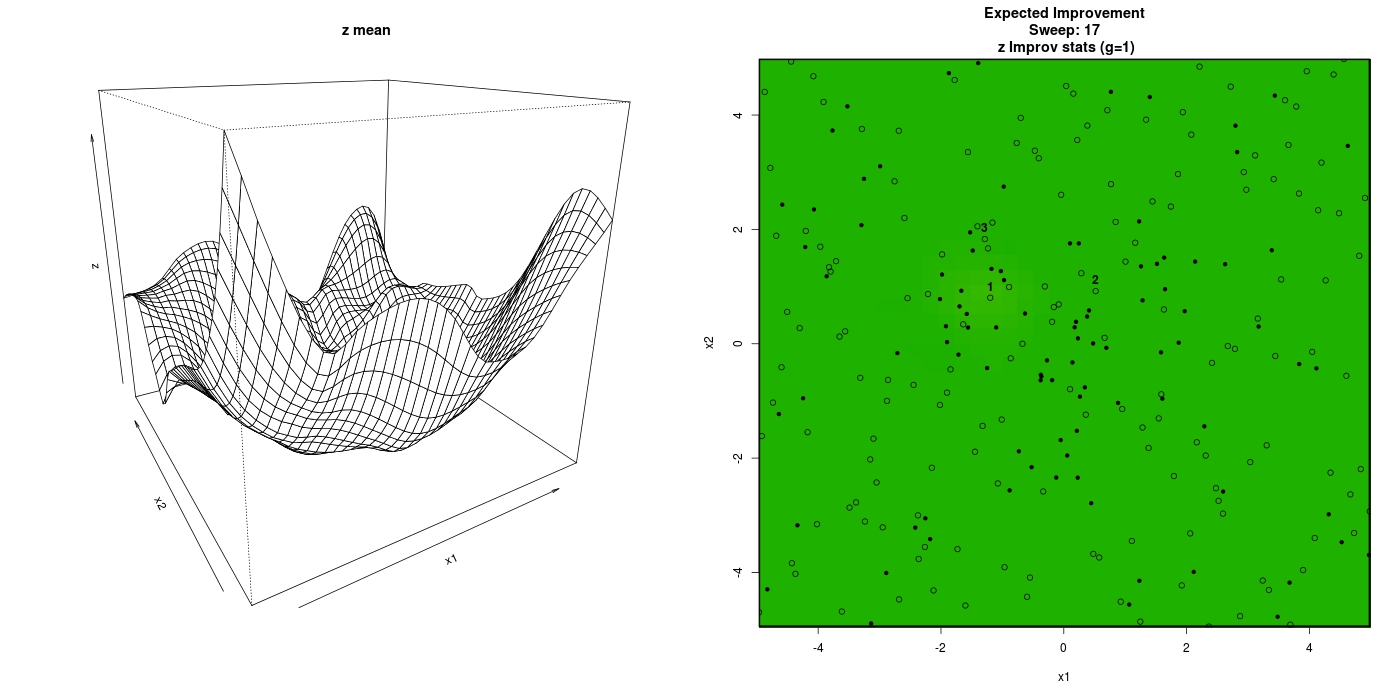 z mean
z
x2
x1
Expected Improvement
Sweep: 17
z Improv stats (g=1)
x2
4
2
0
-2
-4
3
2
1
-4
-2
0
2
4
x1